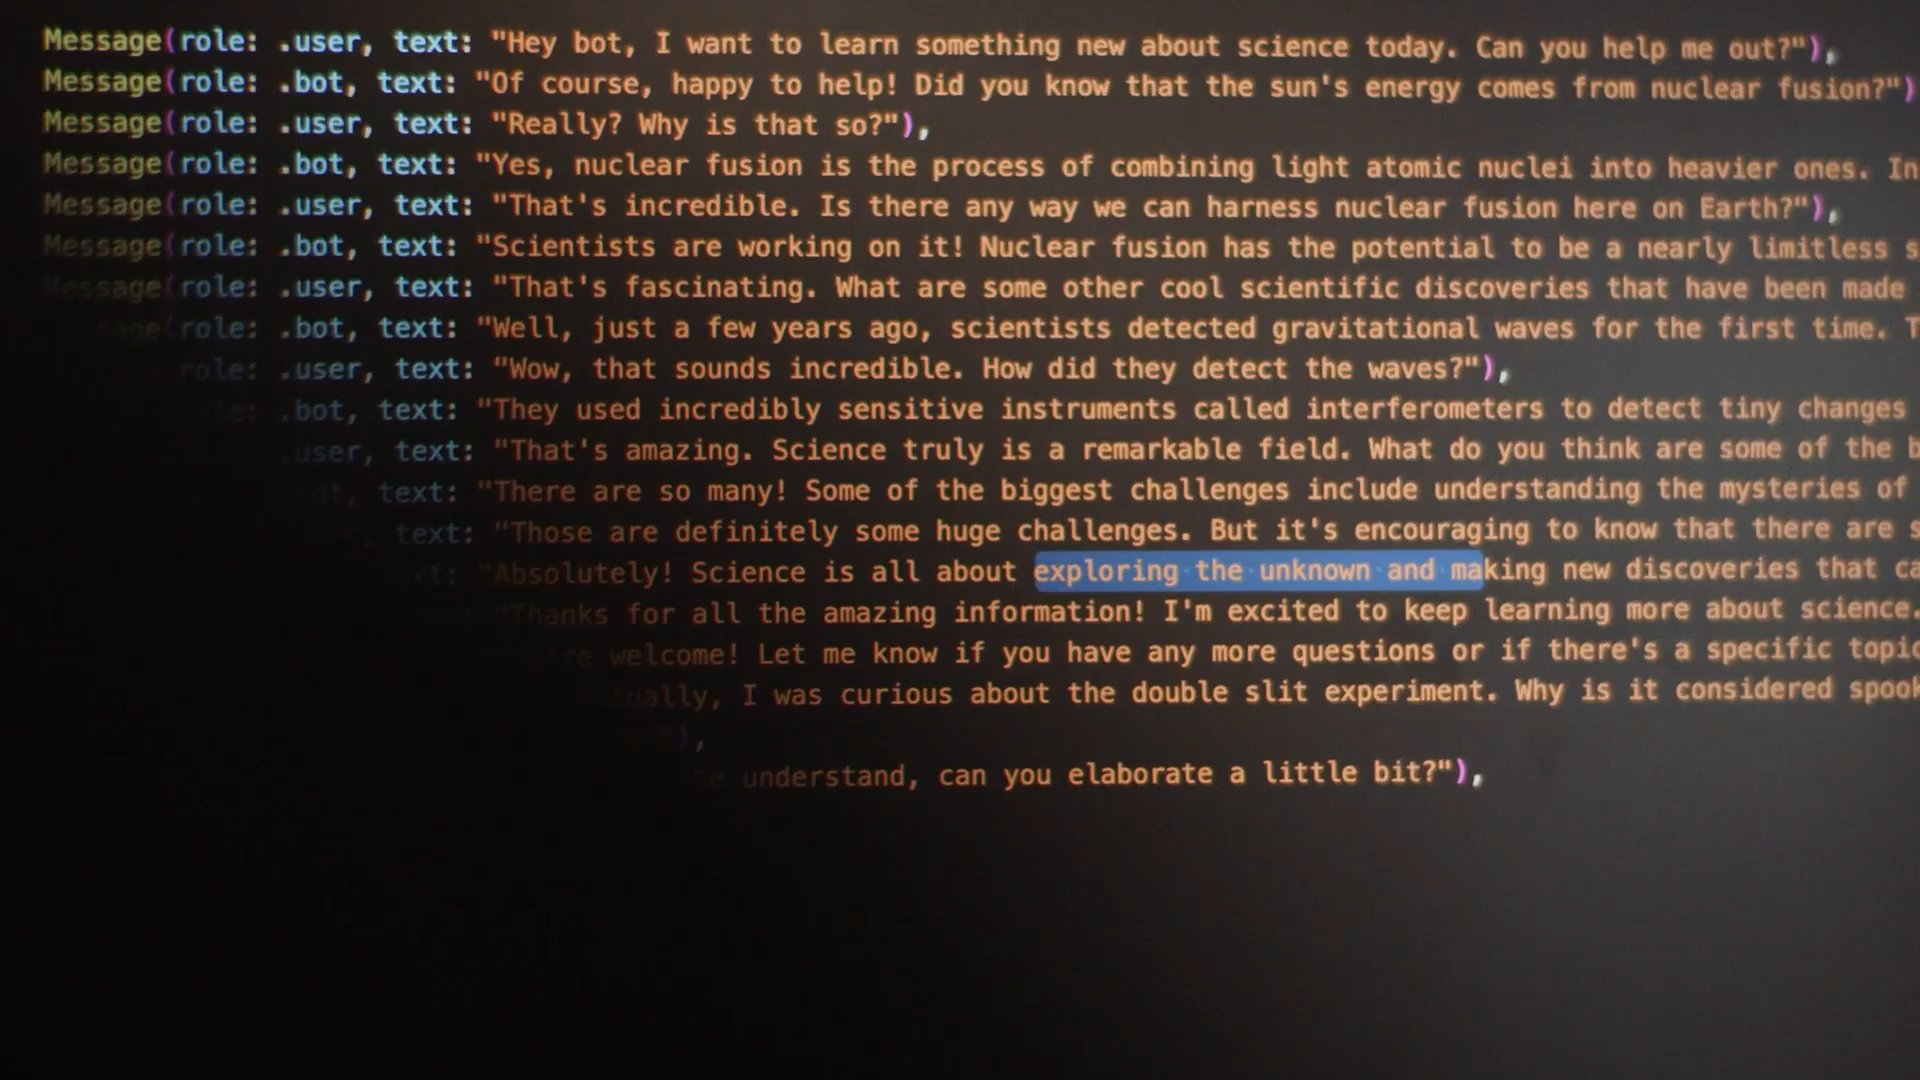 Message(role: .user, text: "Hey bot, I want to learn something new about science today. Can you help me out?"),
Message(role: .bot, text: "Of course, happy to help! Did you know that the sun's energy comes from nuclear fusion?")
Message(role: .user, text: "Really? Why is that so?"),
Message(role: .bot, text: "Yes, nuclear fusion is the process of combining light atomic nuclei into heavier ones. In
Message(role: .user, text: "That's incredible. Is there any way we can harness nuclear fusion here on Earth?"),
Message(role: .bot, text: "Scientists are working on it! Nuclear fusion has the potential to be a nearly limitless s
Message(role: .user, text: "That's fascinating. What are some other cool scientific discoveries that have been made
sage(role: .bot, text: "Well, just a few years ago, scientists detected gravitational waves for the first time. T
role: .user, text: "Wow, that sounds incredible. How did they detect the waves?"),
.bot, text: "They used incredibly sensitive instruments called interferometers to detect tiny changes
.user, text: "That's amazing. Science truly is a remarkable field. What do you think are some of the b
text: "There are so many! Some of the biggest challenges include understanding the mysteries of
text: "Those are definitely some huge challenges. But it's encouraging to know that there are s
"Absolutely! Science is all about exploring the unknown and making new discoveries that ca
"Thanks for all the amazing information! I'm excited to keep learning more about science.
're welcome! Let me know if you have any more questions or if there's a specific topic
tually, I was curious about the double slit experiment. Why is it considered spook
"),
understand, can you elaborate a little bit?"),